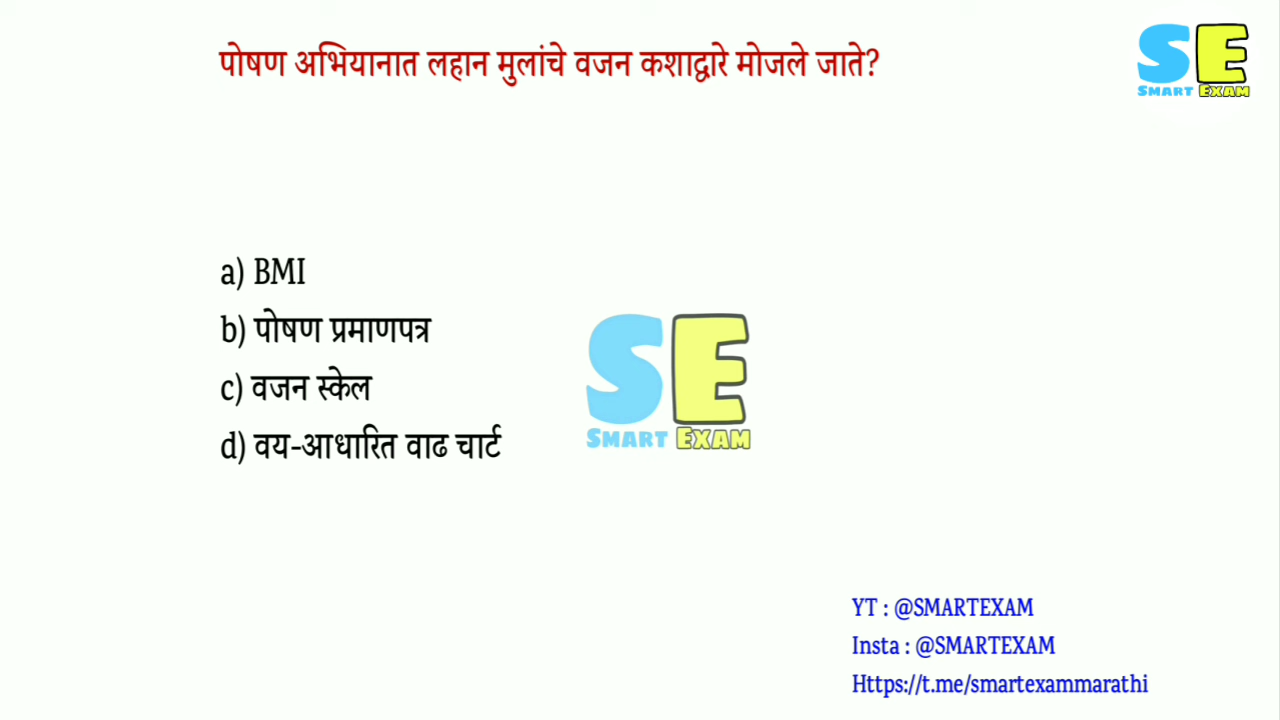 पोषण अभियानात लहान मुलांचे वजन कशाद्वारे मोजले जाते?
SE
SMART EXAM
a) BMI
b) पोषण प्रमाणपत्र
c) वजन स्केल
d) वय-आधारित वाढ चार्ट
SE
SMART EXAM
YT : @SMARTEXAM
Insta : @SMARTEXAM
Https://t.me/smartexammarathi